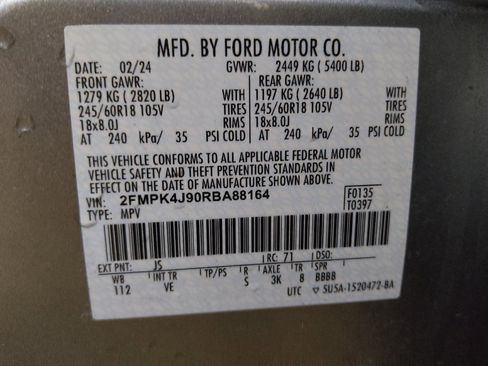 MFD. BY FORD MOTOR CO.
DATE: 02/24 GVWR: 2449 KG ( 5400 LB)
FRONT GAWR: REAR GAWR:
1279 KG ( 2820 LB) WITH 1197 KG ( 2640 LB) WITH
245/60R18 105V TIRES 245/60R18 105V TIRES
18x8.0J RIMS 18x8.0J RIMS
AT 240 kPa/ 35 PSI COLD AT 240 kPa/ 35 PSI COLD
THIS VEHICLE CONFORMS TO ALL APPLICABLE FEDERAL MOTOR
VEHICLE SAFETY AND THEFT PREVENTION STANDARDS IN
EFFECT ON THE DATE OF MANUFACTURE SHOWN ABOVE.
VIN: 2FMPK4J90RBA88164 F0135
TYPE: MPV T0397
EXT PNT: JS RC: 71 DSO:
WB INT TR TP/PS R AXLE TR SPR
112 VE S 3K 8 BBBB
UTC ▽ 5U5A-1520472-BA